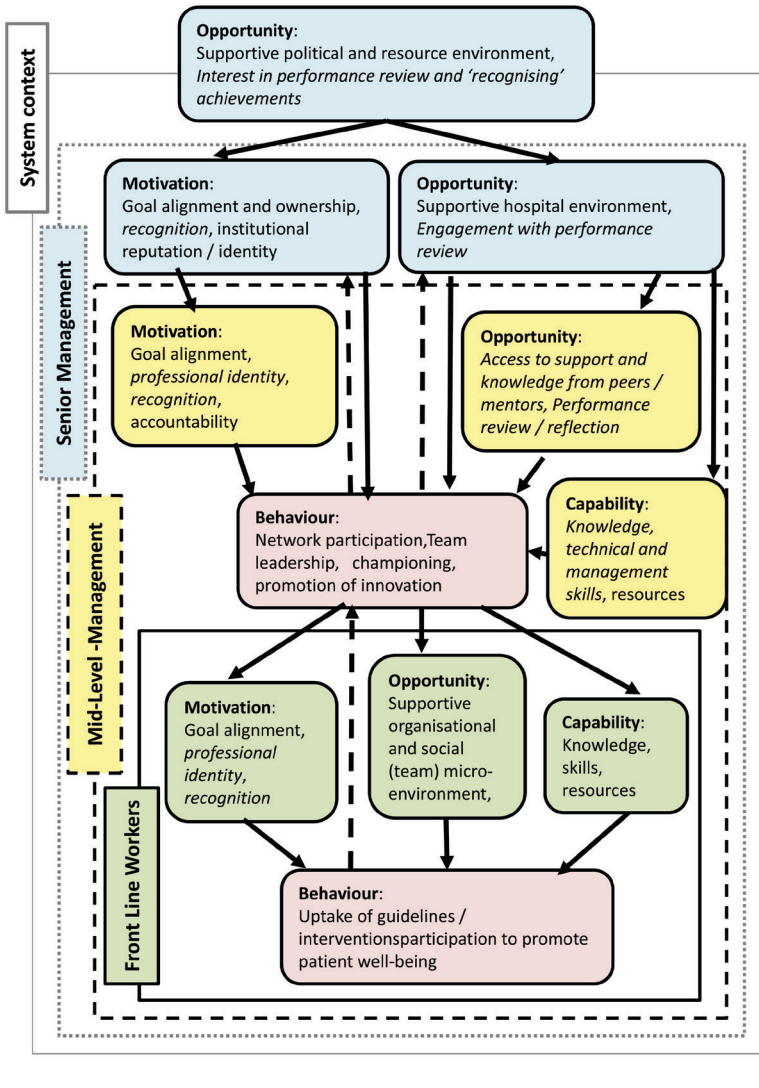 System context
Opportunity:
Supportive political and resource environment,
Interest in performance review and ‘recognising’
achievements
Senior Management
Motivation:
Goal alignment and ownership,
recognition, institutional
reputation / identity
Opportunity:
Supportive hospital environment,
Engagement with performance
review
Mid-Level -Management
Motivation:
Goal alignment,
professional identity,
recognition,
accountability
Opportunity:
Access to support and
knowledge from peers /
mentors, Performance
review / reflection
Capability:
Knowledge,
technical and
management
skills, resources
Behaviour:
Network participation,Team
leadership, championing,
promotion of innovation
Front Line Workers
Motivation:
Goal alignment,
professional
identity,
recognition
Opportunity:
Supportive
organisational
and social
(team) micro-
environment,
Capability:
Knowledge,
skills,
resources
Behaviour:
Uptake of guidelines /
interventionsparticipation to promote
patient well-being